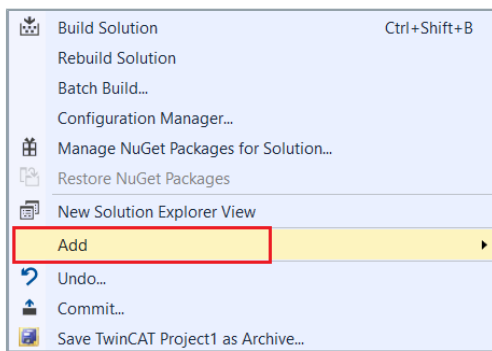 Build Solution Ctrl+Shift+B
Rebuild Solution
Batch Build...
Configuration Manager...
Manage NuGet Packages for Solution...
Restore NuGet Packages
New Solution Explorer View
Add
Undo...
Commit...
Save TwinCAT Project1 as Archive...